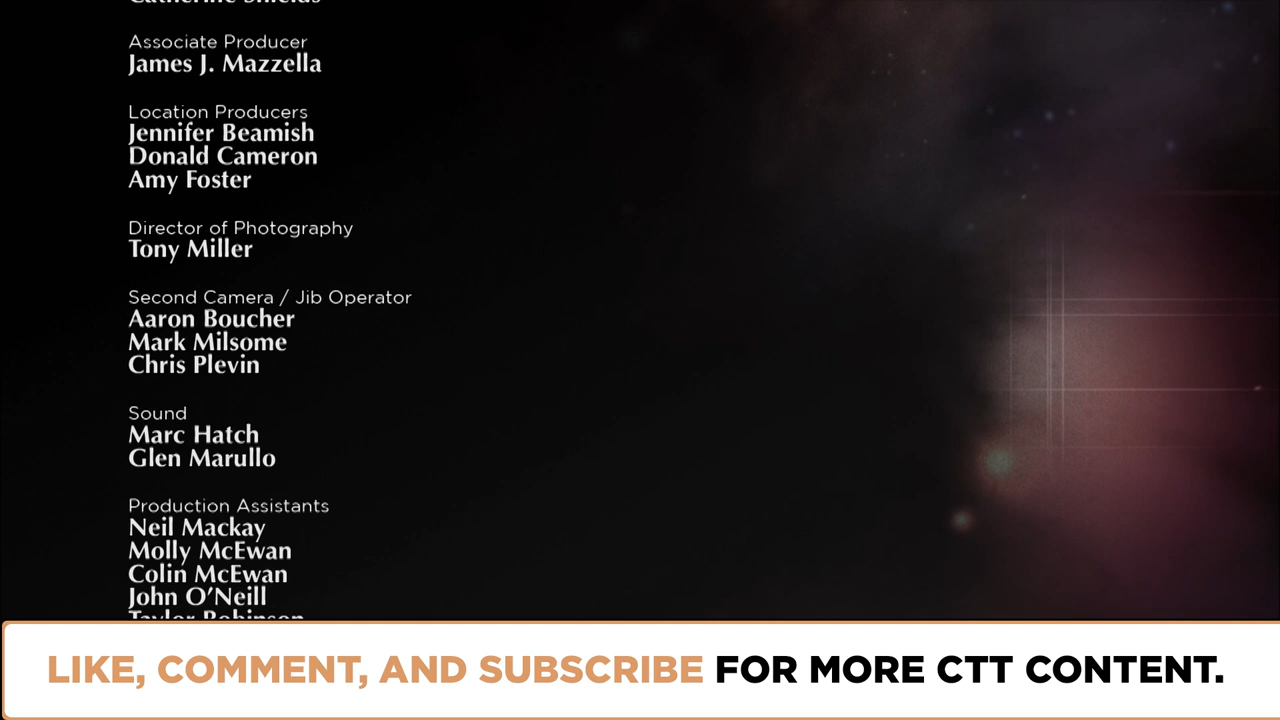 Associate Producer
James J. Mazzella
Location Producers
Jennifer Beamish
Donald Cameron
Amy Foster
Director of Photography
Tony Miller
Second Camera / Jib Operator
Aaron Boucher
Mark Milsome
Chris Plevin
Sound
Marc Hatch
Glen Marullo
Production Assistants
Neil Mackay
Molly McEwan
Colin McEwan
John O’Neill
LIKE, COMMENT, AND SUBSCRIBE FOR MORE CTT CONTENT.